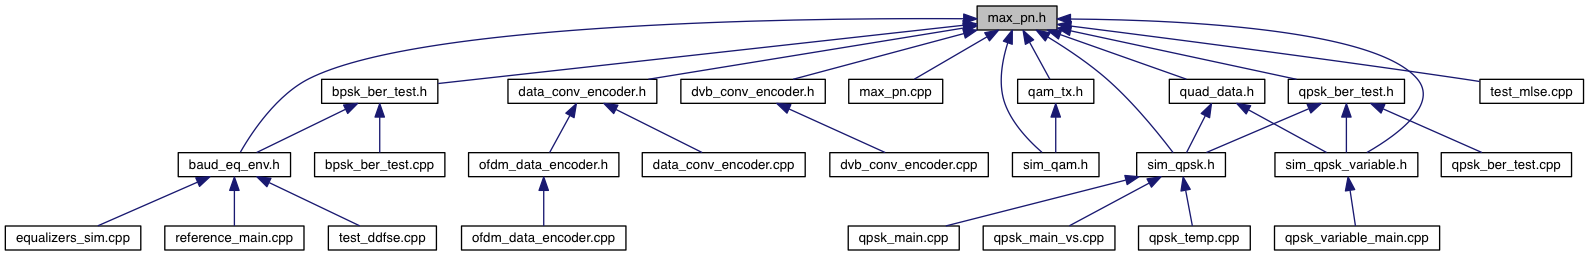 max_pn.h
bpsk_ber_test.h
data_conv_encoder.h
dvb_conv_encoder.h
max_pn.cpp
qam_tx.h
quad_data.h
qpsk_ber_test.h
test_mlse.cpp
baud_eq_env.h
bpsk_ber_test.cpp
ofdm_data_encoder.h
data_conv_encoder.cpp
dvb_conv_encoder.cpp
sim_qam.h
sim_qpsk.h
sim_qpsk_variable.h
qpsk_ber_test.cpp
equalizers_sim.cpp
reference_main.cpp
test_ddfse.cpp
ofdm_data_encoder.cpp
qpsk_main.cpp
qpsk_main_vs.cpp
qpsk_temp.cpp
qpsk_variable_main.cpp